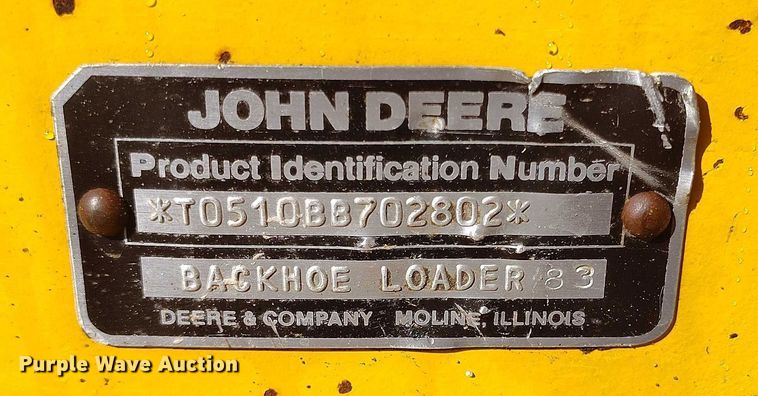 JOHN DEERE
Product Identification Number
*T0510BB702802*
BACKHOE LOADER 83
DEERE & COMPANY MOLINE, ILLINOIS
Purple Wave Auction